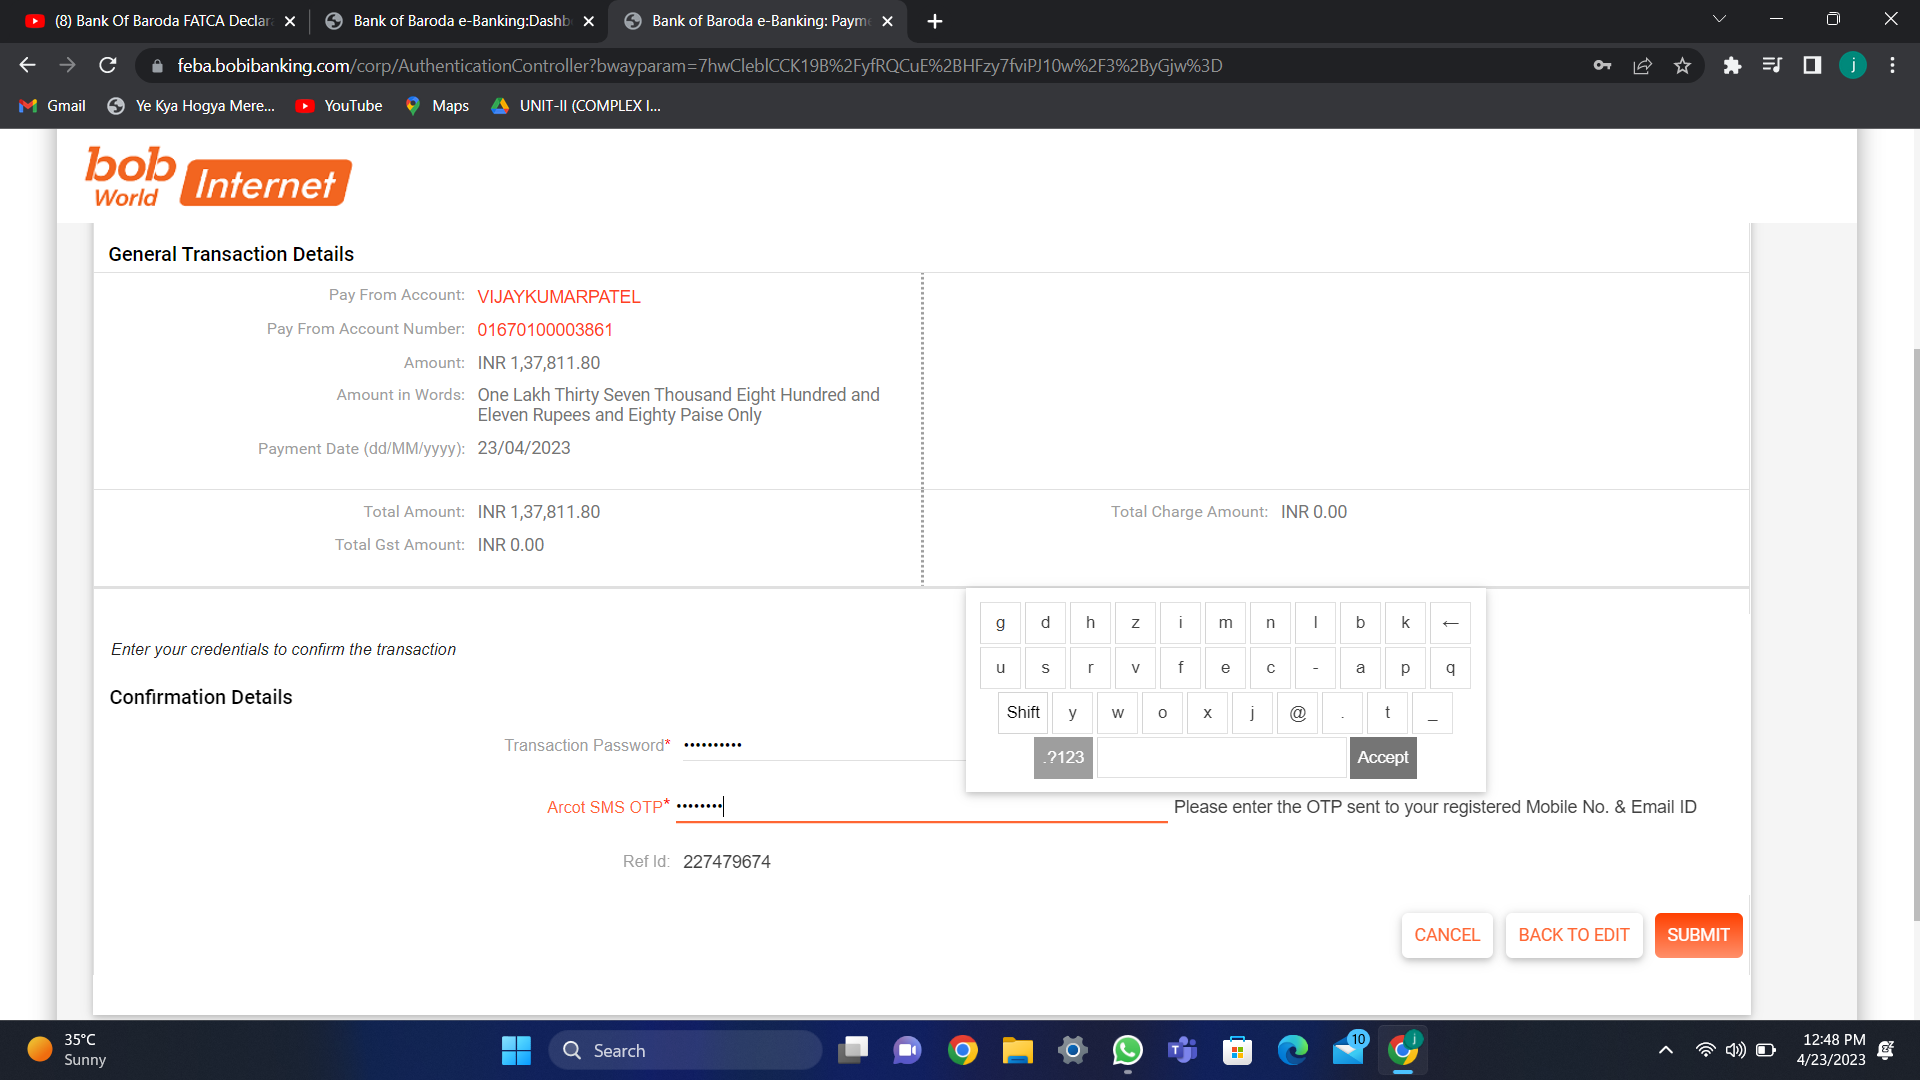 (8) Bank Of Baroda FATCA Declar
Bank of Baroda e-Banking:Dashb
Bank of Baroda e-Banking: Payme
feba.bobibanking.com/corp/AuthenticationController?bwayparam=7hwCleblCCK19B%2FyfRQCuE%2BHFzy7fviPJ10w%2F3%2ByGjw%3D
j
Gmail
Ye Kya Hogya Mere...
YouTube
Maps
UNIT-II (COMPLEX I...
bob World Internet
General Transaction Details
Pay From Account: VIJAYKUMARPATEL
Pay From Account Number: 01670100003861
Amount: INR 1,37,811.80
Amount in Words: One Lakh Thirty Seven Thousand Eight Hundred and
Eleven Rupees and Eighty Paise Only
Payment Date (dd/MM/yyyy): 23/04/2023
Total Amount: INR 1,37,811.80
Total Charge Amount: INR 0.00
Total Gst Amount: INR 0.00
g d h z i m n l b k ←
u s r v f e c - a p q
Shift y w o x j @ . t _
.?123 Accept
Enter your credentials to confirm the transaction
Confirmation Details
Transaction Password* ••••••••••
Arcot SMS OTP* ••••••••
Please enter the OTP sent to your registered Mobile No. & Email ID
Ref Id: 227479674
CANCEL
BACK TO EDIT
SUBMIT
35°C
Sunny
Search
10
j
12:48 PM
4/23/2023